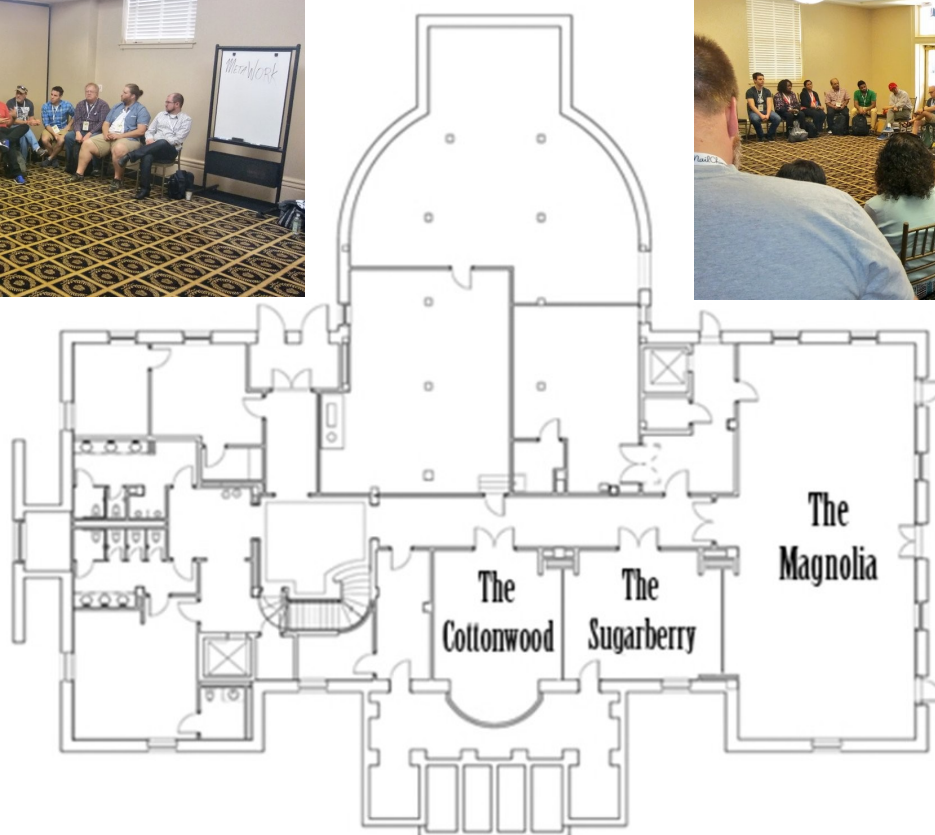 MetaWork
The
Cottonwood
The
Sugarberry
The
Magnolia